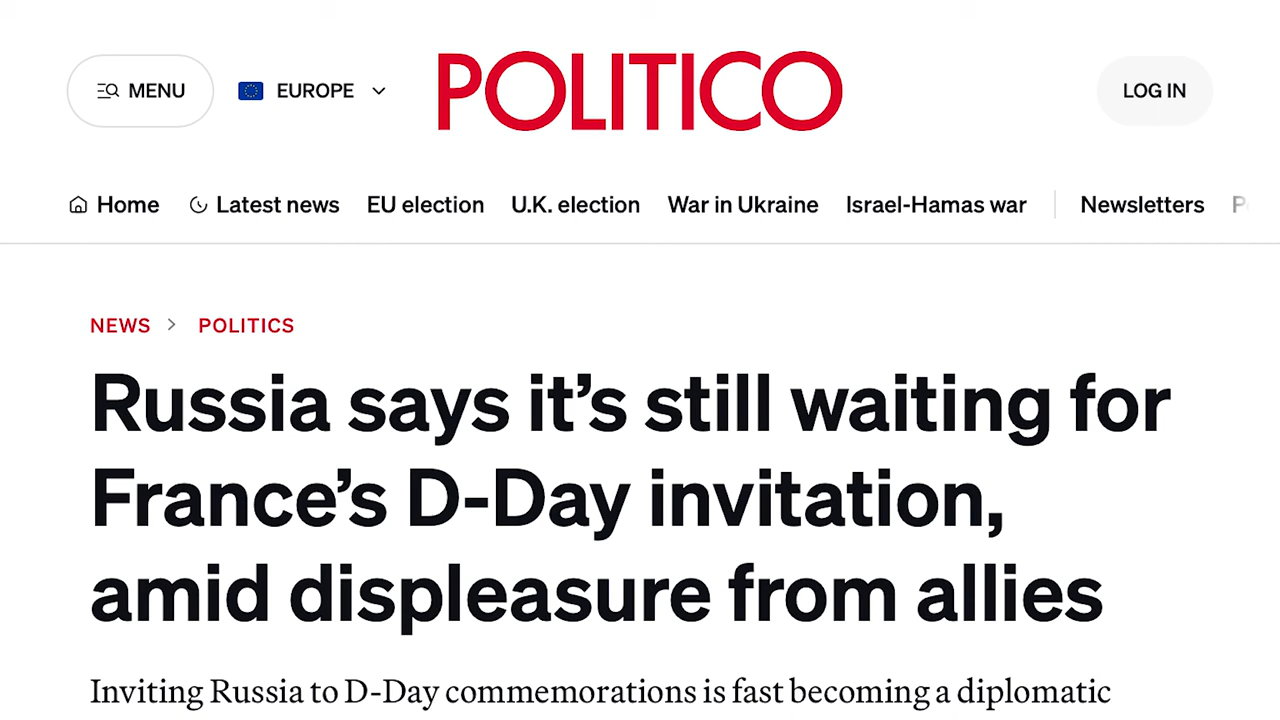 MENU
EUROPE
POLITICO
LOG IN
Home
Latest news
EU election
U.K. election
War in Ukraine
Israel-Hamas war
Newsletters
NEWS > POLITICS
Russia says it’s still waiting for
France’s D-Day invitation,
amid displeasure from allies
Inviting Russia to D-Day commemorations is fast becoming a diplomatic